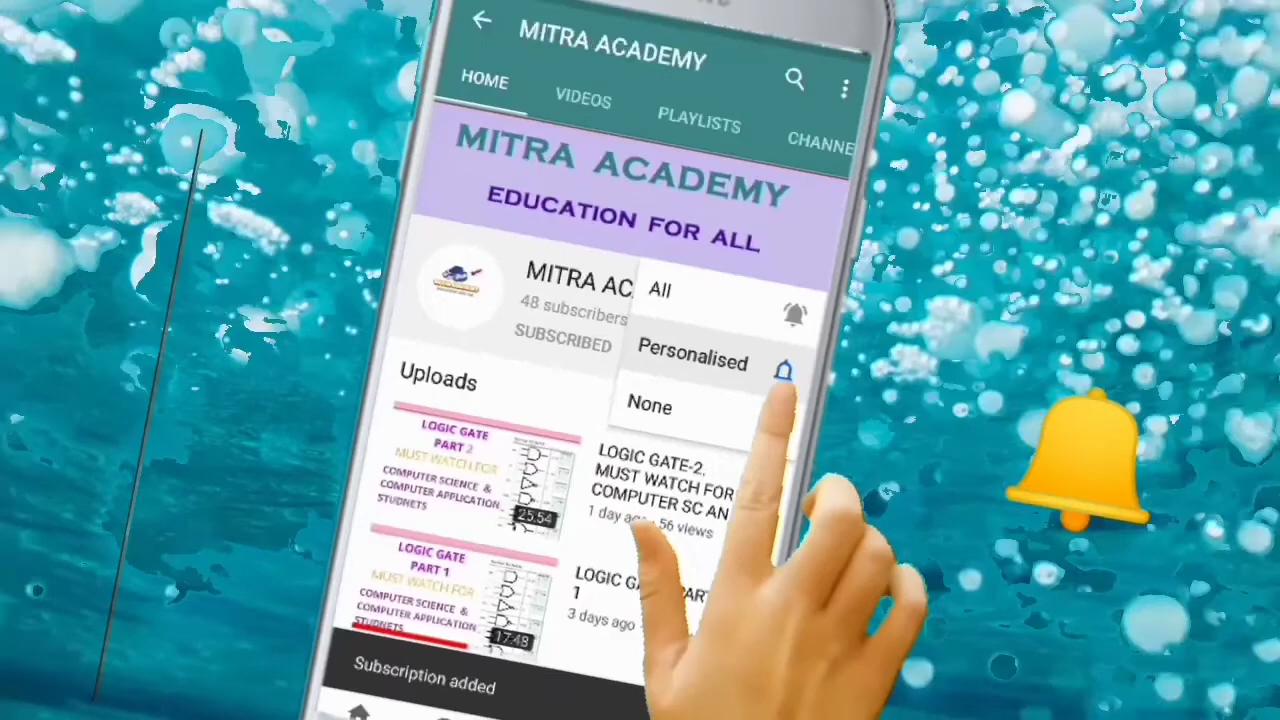 MITRA ACADEMY
HOME VIDEOS PLAYLISTS CHANNE
MITRA ACADEMY
EDUCATION FOR ALL
MITRA AC
48 subscribers
SUBSCRIBED
All
Personalised
None
Uploads
LOGIC GATE
PART 2
MUST WATCH FOR
COMPUTER SCIENCE &
COMPUTER APPLICATION
STUDNETS
25:54
LOGIC GATE-2,
MUST WATCH FOR
COMPUTER SC AN
1 day ago 56 views
LOGIC GATE
PART 1
MUST WATCH FOR
COMPUTER SCIENCE &
COMPUTER APPLICATION
STUDNETS
17:48
LOGIC
1
3 days ago
Subscription added